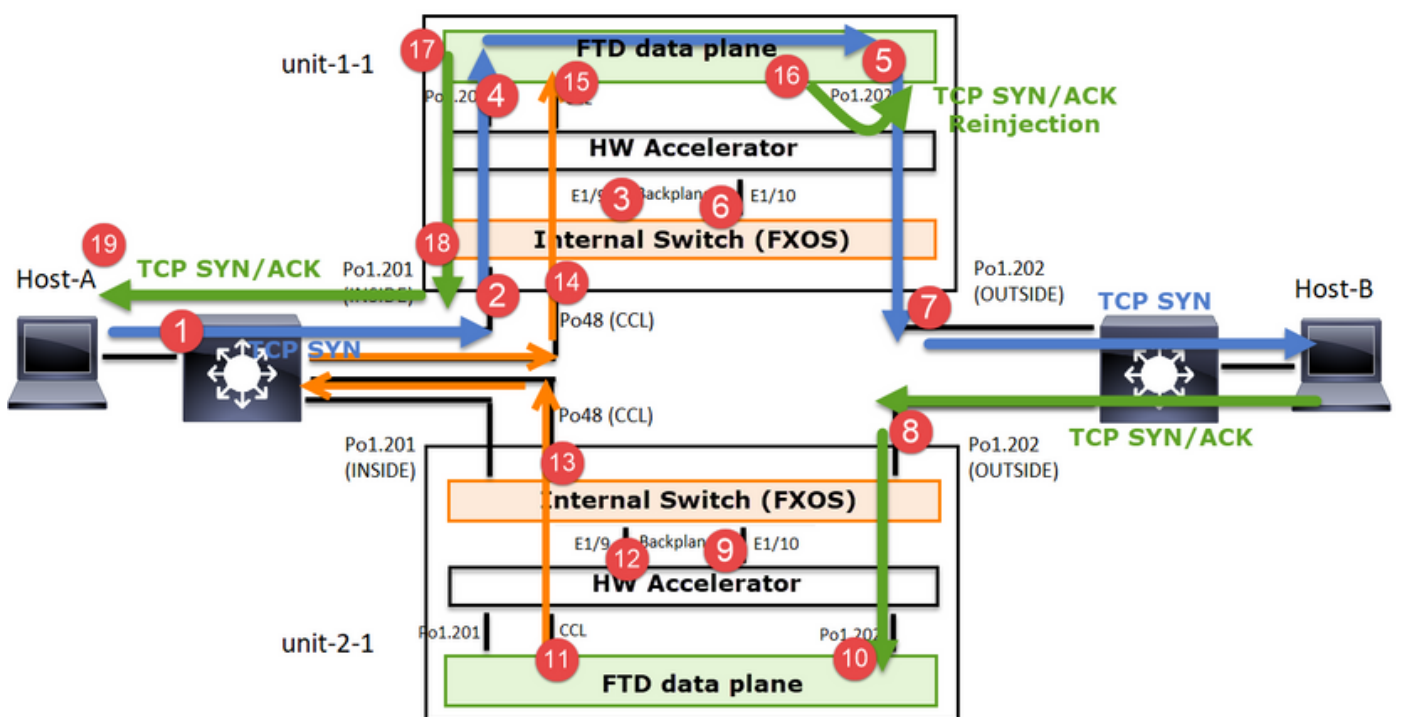 17
FTD data plane
5
unit-1-1
15
16
4
Po1.202
TCP SYN/ACK
Reinjection
HW Accelerator
E1/9
3
6
E1/10
19
18
Internal Switch (FXOS)
TCP SYN/ACK
Host-A
Po1.201
(INSIDE)
2
14
Po1.202
(OUTSIDE)
7
TCP SYN
Host-B
1
TCP SYN
Po48 (CCL)
Po48 (CCL)
8
TCP SYN/ACK
Po1.201
(INSIDE)
13
Po1.202
(OUTSIDE)
Internal Switch (FXOS)
E1/9
12
9
E1/10
HW Accelerator
Po1.201
CCL
Po1.202
unit-2-1
11
10
FTD data plane